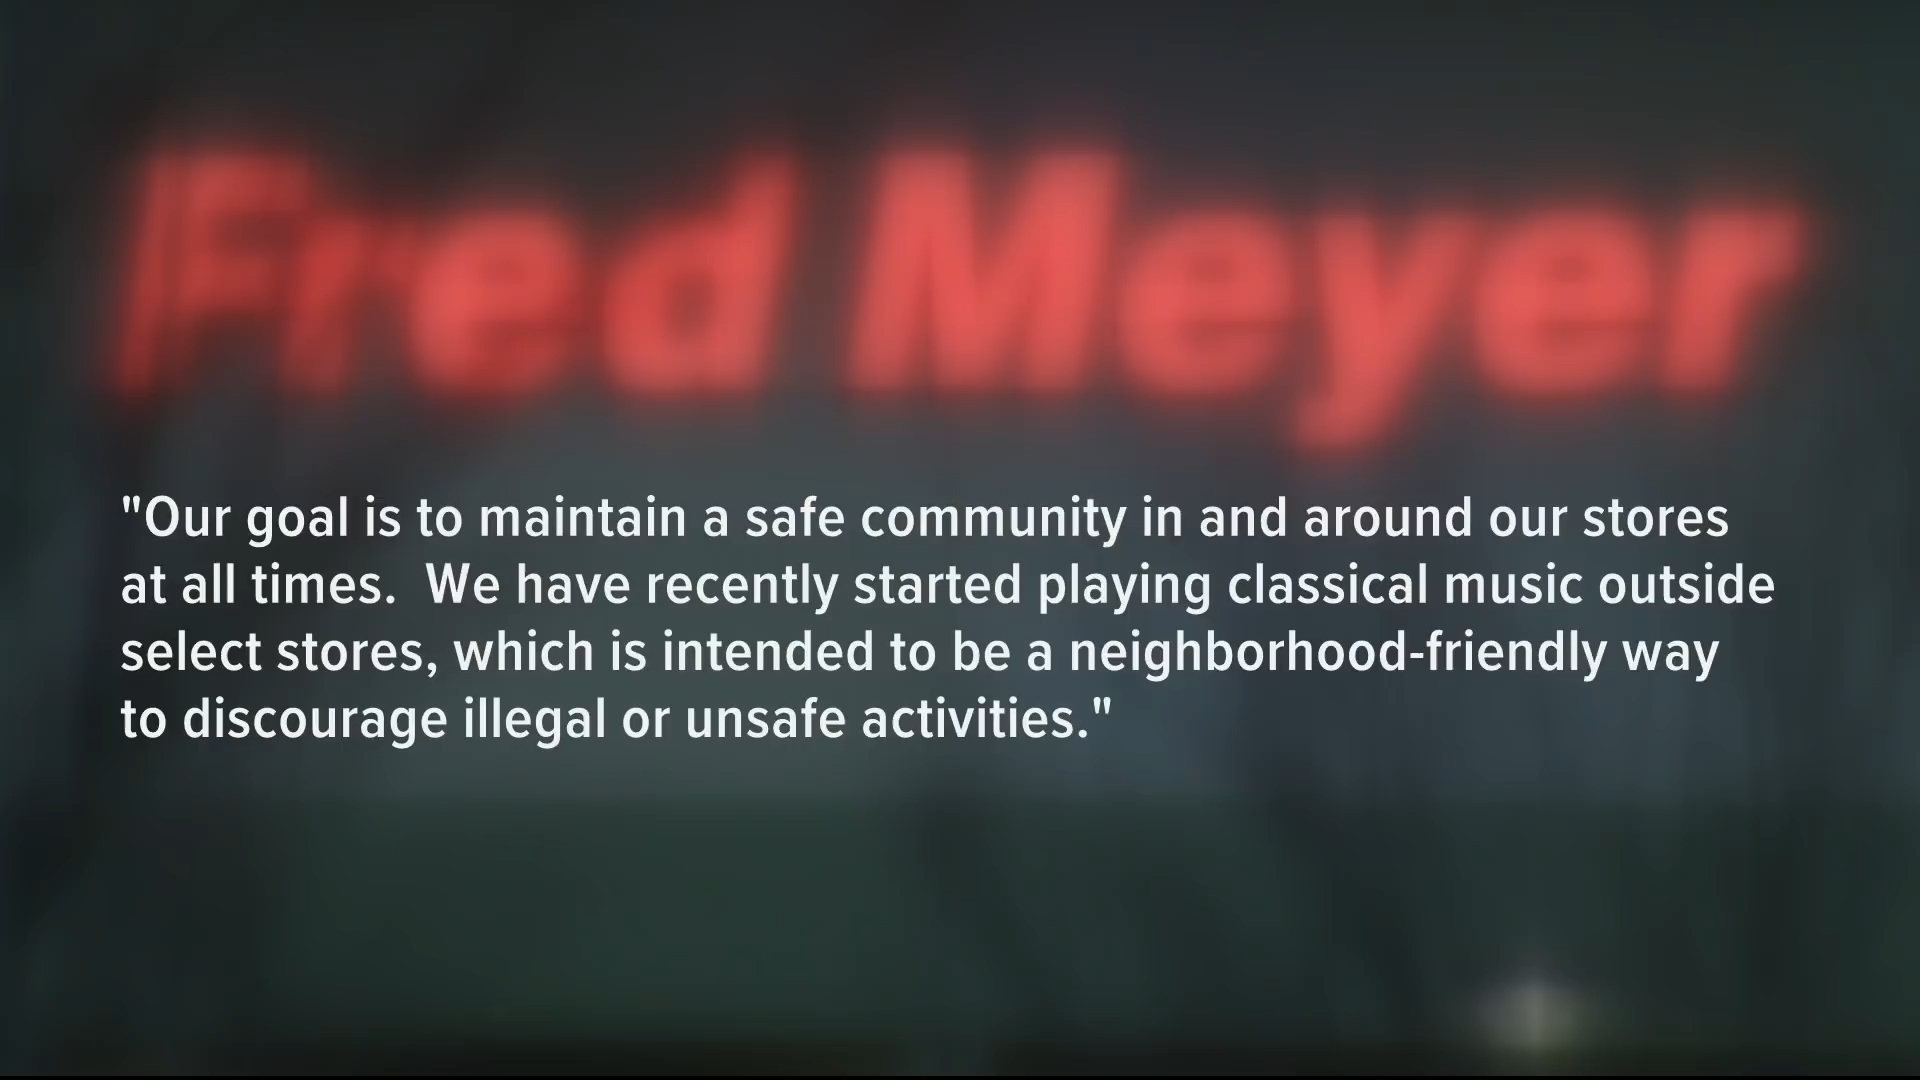 Fred Meyer
"Our goal is to maintain a safe community in and around our stores
at all times.  We have recently started playing classical music outside
select stores, which is intended to be a neighborhood-friendly way
to discourage illegal or unsafe activities."